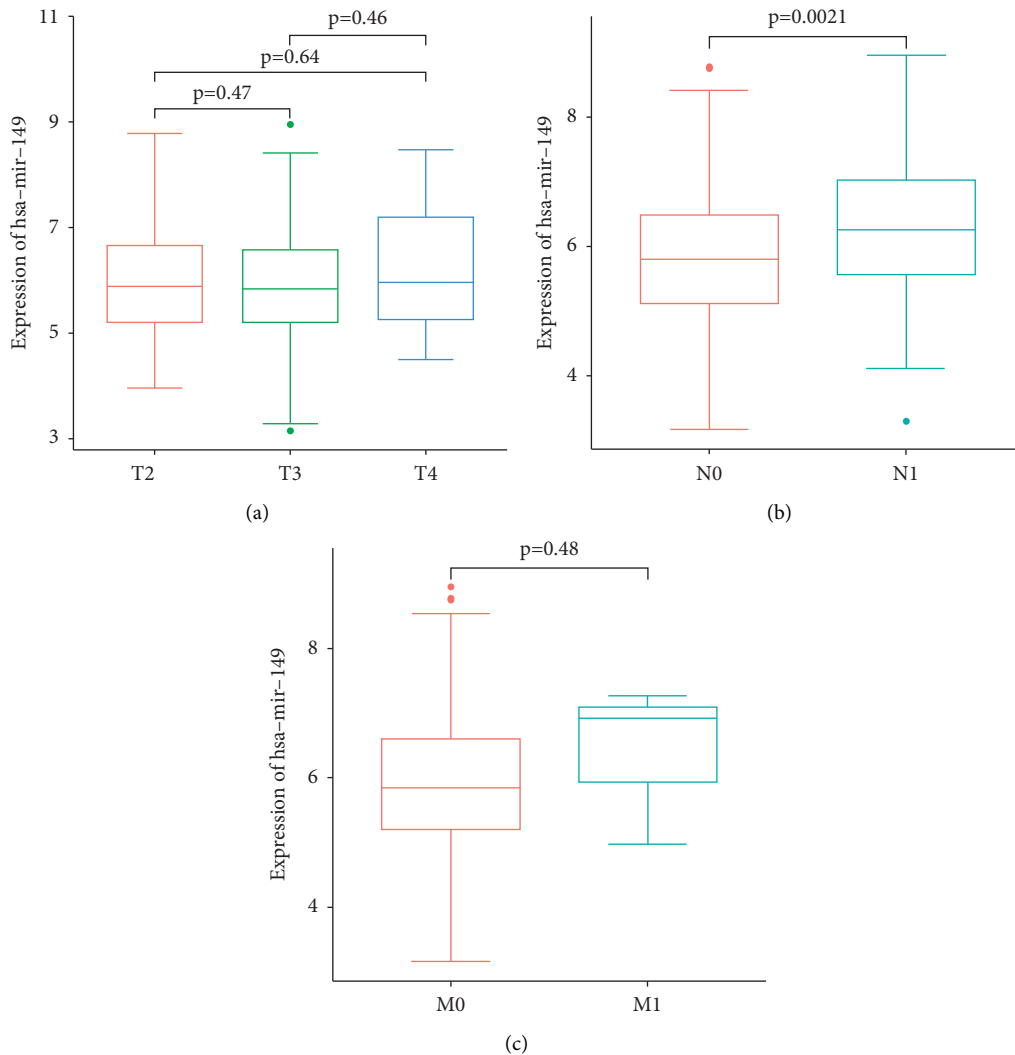 p=0.46
p=0.64
p=0.47
11
9
7
5
3
Expression of hsa-mir-149
T2 T3 T4
(a)
p=0.0021
8
6
4
Expression of hsa-mir-149
N0 N1
(b)
p=0.48
8
6
4
Expression of hsa-mir-149
M0 M1
(c)